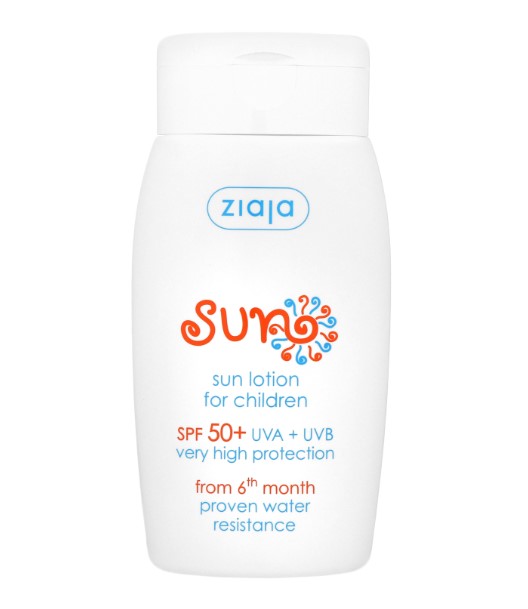 ziaja
sun
sun lotion
for children
SPF 50+ UVA + UVB
very high protection
from 6th month
proven water
resistance